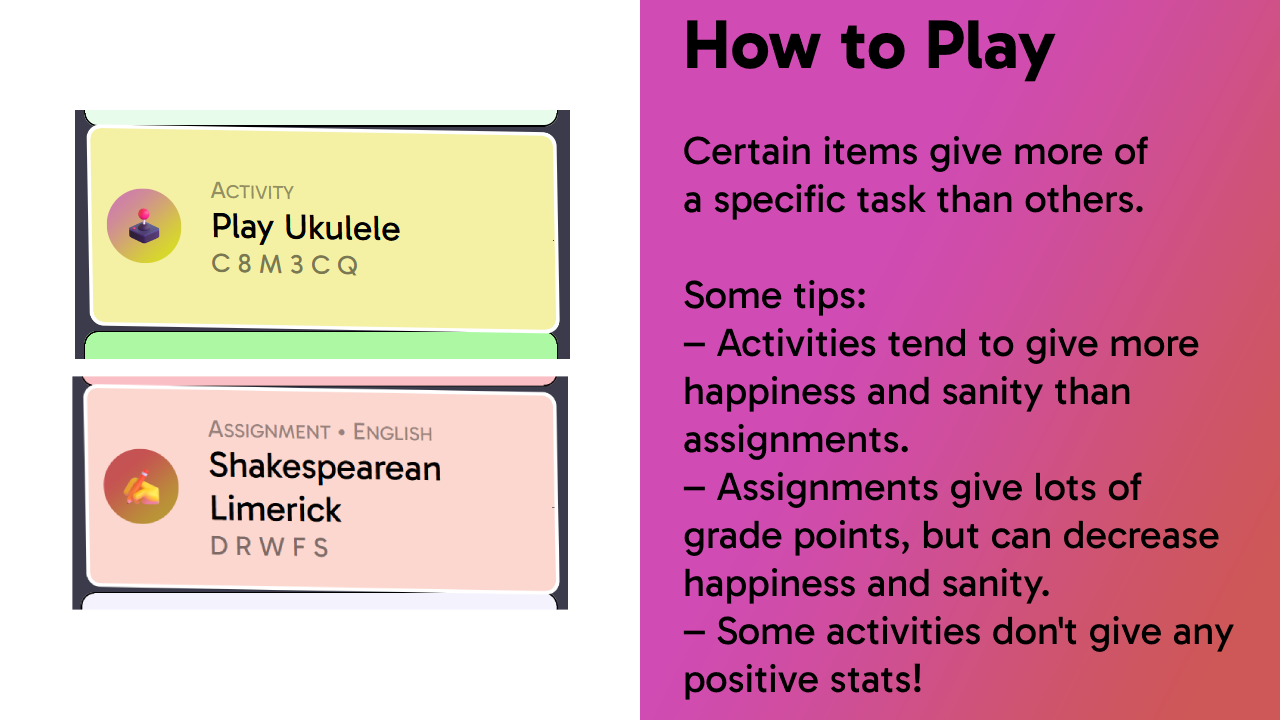 How to Play
Activity
Play Ukulele
C 8 M 3 C Q
Assignment • English
Shakespearean
Limerick
D R W F S
Certain items give more of
a specific task than others.
Some tips:
– Activities tend to give more
happiness and sanity than
assignments.
– Assignments give lots of
grade points, but can decrease
happiness and sanity.
– Some activities don't give any
positive stats!